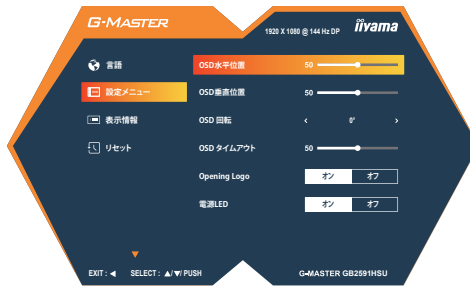 G-MASTER
1920 X 1080 @ 144 Hz DP
iiyama
言語
設定メニュー
表示情報
リセット
OSD水平位置 50
OSD垂直位置 50
OSD 回転 ‹ 0° ›
OSD タイムアウト 50
Opening Logo オン オフ
電源LED オン オフ
EXIT : ◀ SELECT : ▲/▼/ PUSH
G-MASTER GB2591HSU